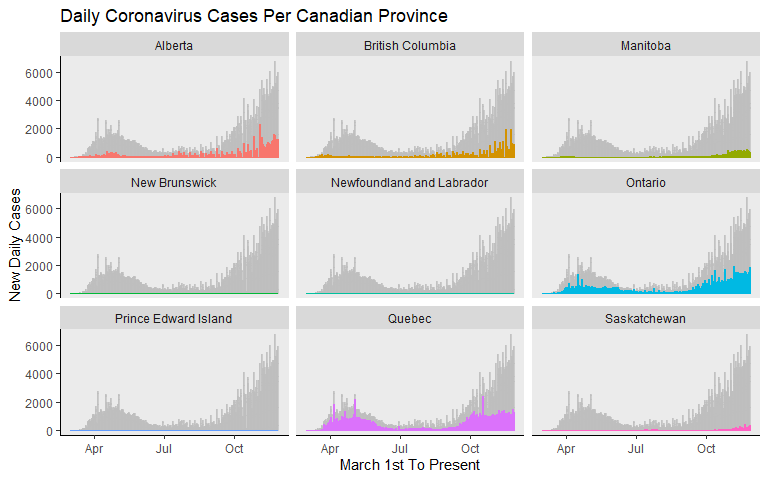 Daily Coronavirus Cases Per Canadian Province
Alberta
British Columbia
Manitoba
6000
4000
2000
0
New Brunswick
Newfoundland and Labrador
Ontario
6000
4000
2000
0
Prince Edward Island
Quebec
Saskatchewan
6000
4000
2000
0
New Daily Cases
Apr Jul Oct
Apr Jul Oct
Apr Jul Oct
March 1st To Present